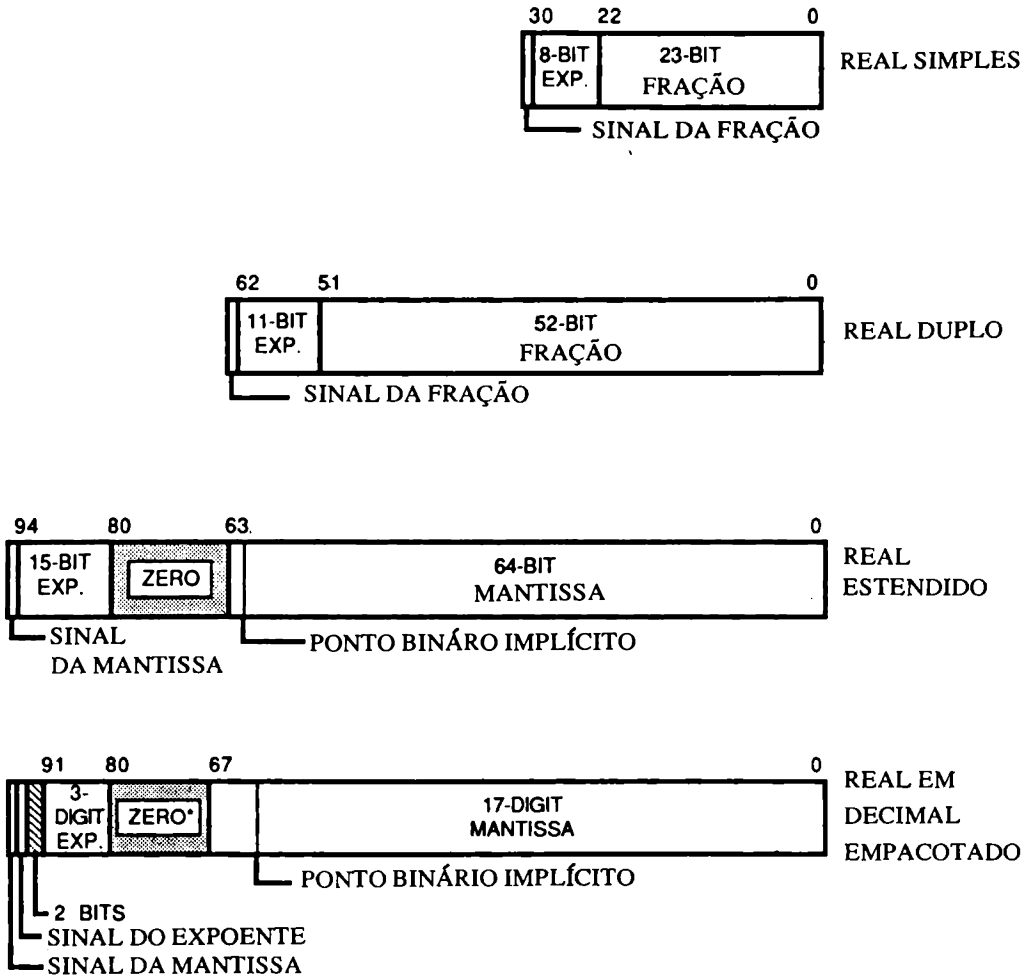 30 22 0
8-BIT EXP.
23-BIT FRAÇÃO
REAL SIMPLES
SINAL DA FRAÇÃO
62 51 0
11-BIT EXP.
52-BIT FRAÇÃO
REAL DUPLO
SINAL DA FRAÇÃO
94 80 63 0
15-BIT EXP.
ZERO
64-BIT MANTISSA
REAL ESTENDIDO
SINAL DA MANTISSA
PONTO BINÁRO IMPLÍCITO
91 80 67 0
3-DIGIT EXP.
ZERO*
17-DIGIT MANTISSA
REAL EM DECIMAL EMPACOTADO
PONTO BINÁRIO IMPLÍCITO
2 BITS
SINAL DO EXPOENTE
SINAL DA MANTISSA